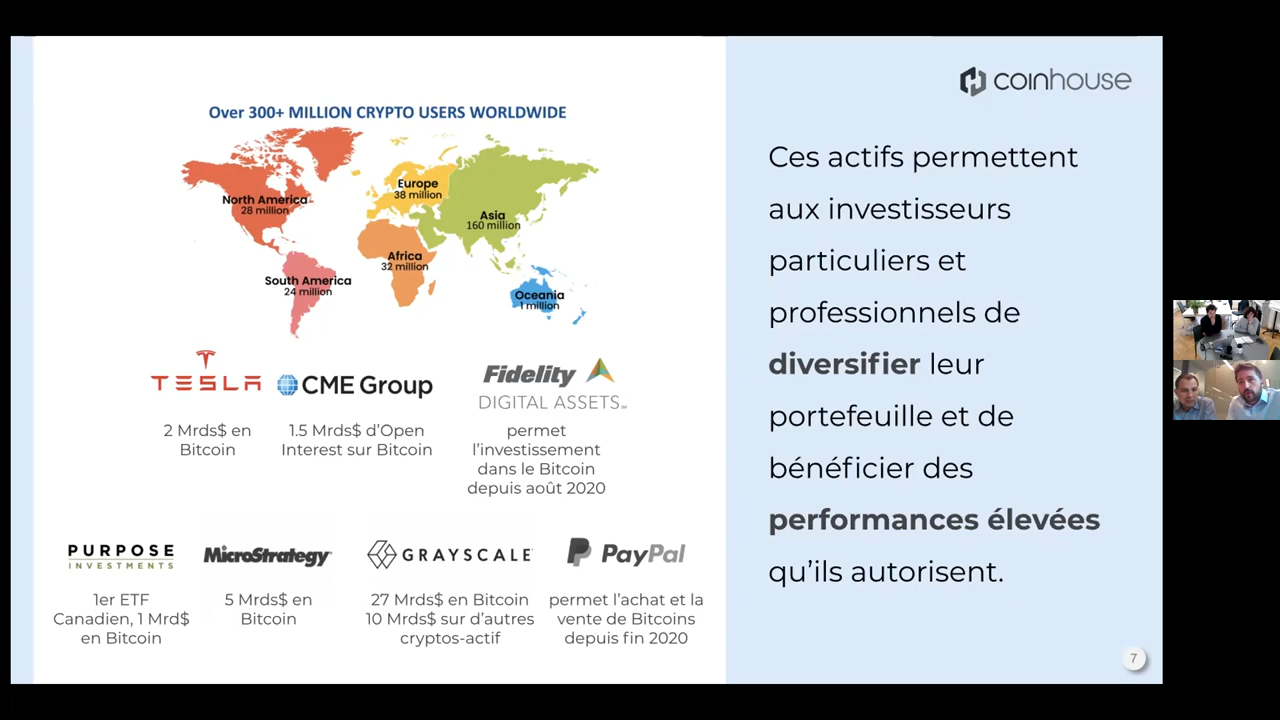 Over 300+ MILLION CRYPTO USERS WORLDWIDE
North America
28 million
Europe
38 million
Asia
160 million
Africa
32 million
South America
24 million
Oceania
1 million
TESLA
2 Mrds$ en
Bitcoin
CME Group
1.5 Mrds$ d'Open
Interest sur Bitcoin
Fidelity
DIGITAL ASSETS
permet
l'investissement
dans le Bitcoin
depuis août 2020
PURPOSE
INVESTMENTS
1er ETF
Canadien, 1 Mrd$
en Bitcoin
MicroStrategy
5 Mrds$ en
Bitcoin
GRAYSCALE
27 Mrds$ en Bitcoin
10 Mrds$ sur d'autres
cryptos-actif
PayPal
permet l'achat et la
vente de Bitcoins
depuis fin 2020
coinhouse
Ces actifs permettent
aux investisseurs
particuliers et
professionnels de
diversifier leur
portefeuille et de
bénéficier des
performances élevées
qu'ils autorisent.
7